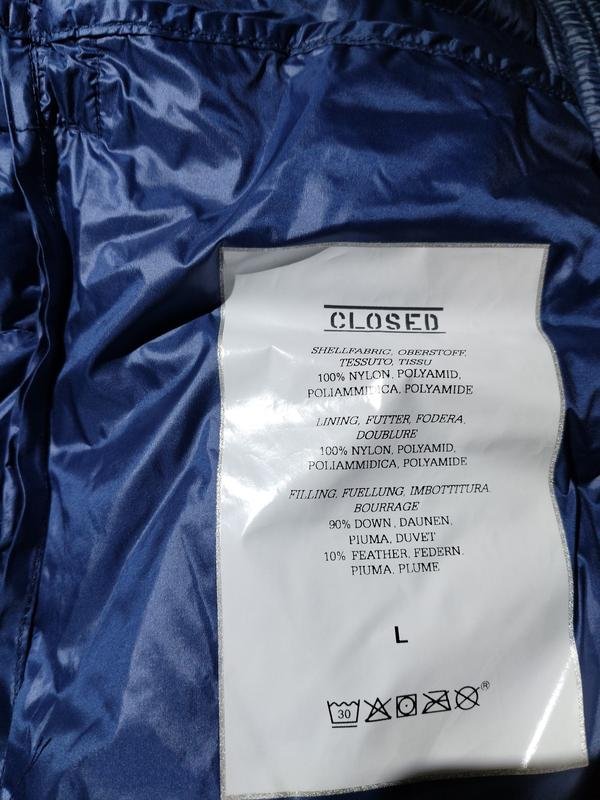 CLOSED
SHELLFABRIC, OBERSTOFF,
TESSUTO, TISSU
100% NYLON, POLYAMID,
POLIAMMIDICA, POLYAMIDE
LINING, FUTTER, FODERA,
DOUBLURE
100% NYLON, POLYAMID,
POLIAMMIDICA, POLYAMIDE
FILLING, FUELLUNG, IMBOTTITURA.
BOURRAGE
90% DOWN, DAUNEN,
PIUMA, DUVET
10% FEATHER, FEDERN.
PIUMA, PLUME
L
30 ®